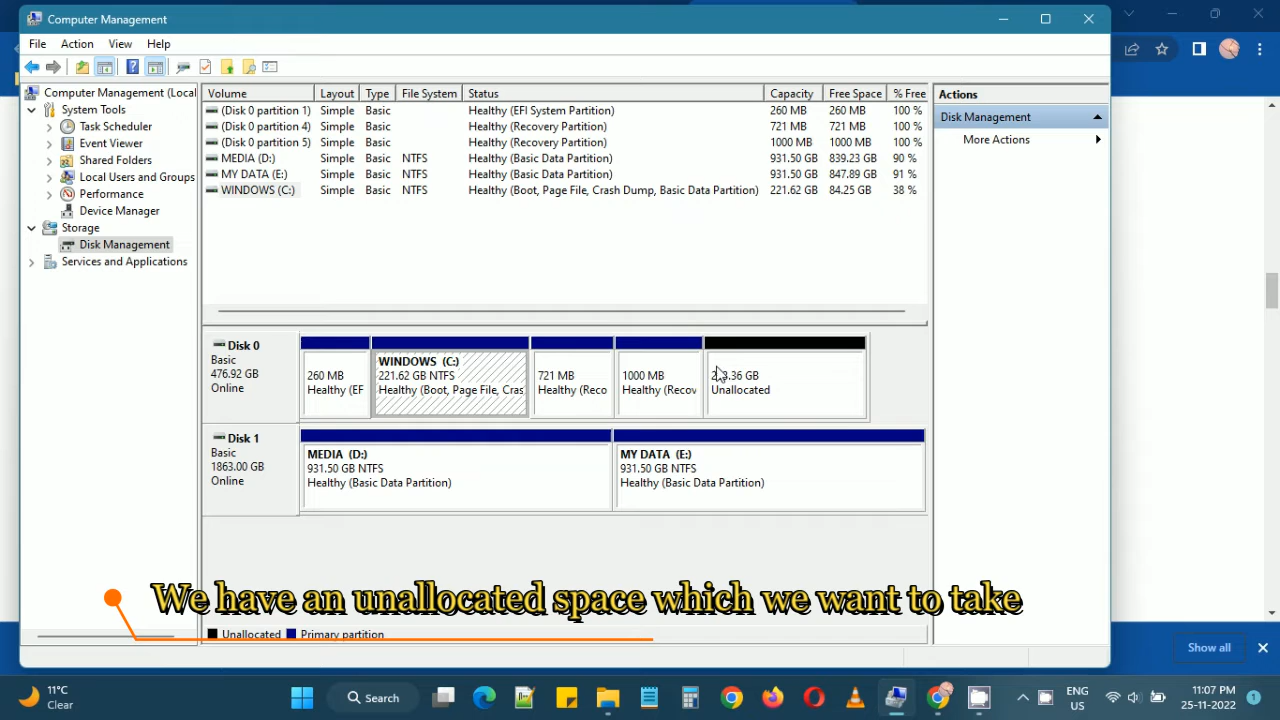 Computer Management
File Action View Help
Computer Management (Local
System Tools
Task Scheduler
Event Viewer
Shared Folders
Local Users and Groups
Performance
Device Manager
Storage
Disk Management
Services and Applications
Volume Layout Type File System Status Capacity Free Space % Free
(Disk 0 partition 1) Simple Basic Healthy (EFI System Partition) 260 MB 260 MB 100 %
(Disk 0 partition 4) Simple Basic Healthy (Recovery Partition) 721 MB 721 MB 100 %
(Disk 0 partition 5) Simple Basic Healthy (Recovery Partition) 1000 MB 1000 MB 100 %
MEDIA (D:) Simple Basic NTFS Healthy (Basic Data Partition) 931.50 GB 839.23 GB 90 %
MY DATA (E:) Simple Basic NTFS Healthy (Basic Data Partition) 931.50 GB 847.89 GB 91 %
WINDOWS (C:) Simple Basic NTFS Healthy (Boot, Page File, Crash Dump, Basic Data Partition) 221.62 GB 84.25 GB 38 %
Actions
Disk Management
More Actions
Disk 0
Basic
476.92 GB
Online
260 MB
Healthy (EF
WINDOWS (C:)
221.62 GB NTFS
Healthy (Boot, Page File, Cras
721 MB
Healthy (Reco
1000 MB
Healthy (Recov
GB
Unallocated
Disk 1
Basic
1863.00 GB
Online
MEDIA (D:)
931.50 GB NTFS
Healthy (Basic Data Partition)
MY DATA (E:)
931.50 GB NTFS
Healthy (Basic Data Partition)
We have an unallocated space which we want to take
Unallocated Primary partition
Show all
11°C
Clear
Search
ENG
US
11:07 PM
25-11-2022
1